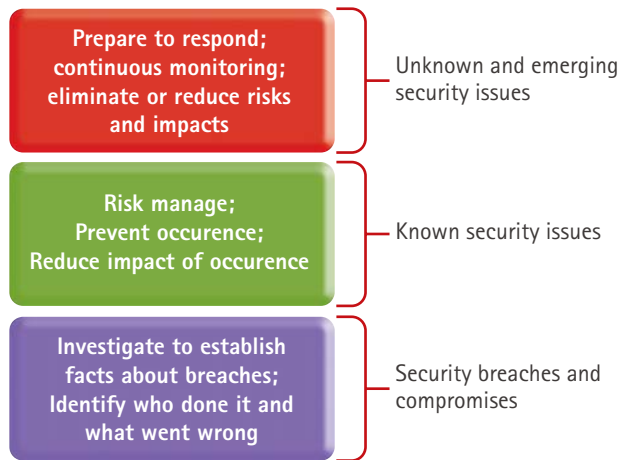 Prepare to respond;
continuous monitoring;
eliminate or reduce risks
and impacts
Unknown and emerging
security issues
Risk manage;
Prevent occurence;
Reduce impact of occurence
Known security issues
Investigate to establish
facts about breaches;
Identify who done it and
what went wrong
Security breaches and
compromises